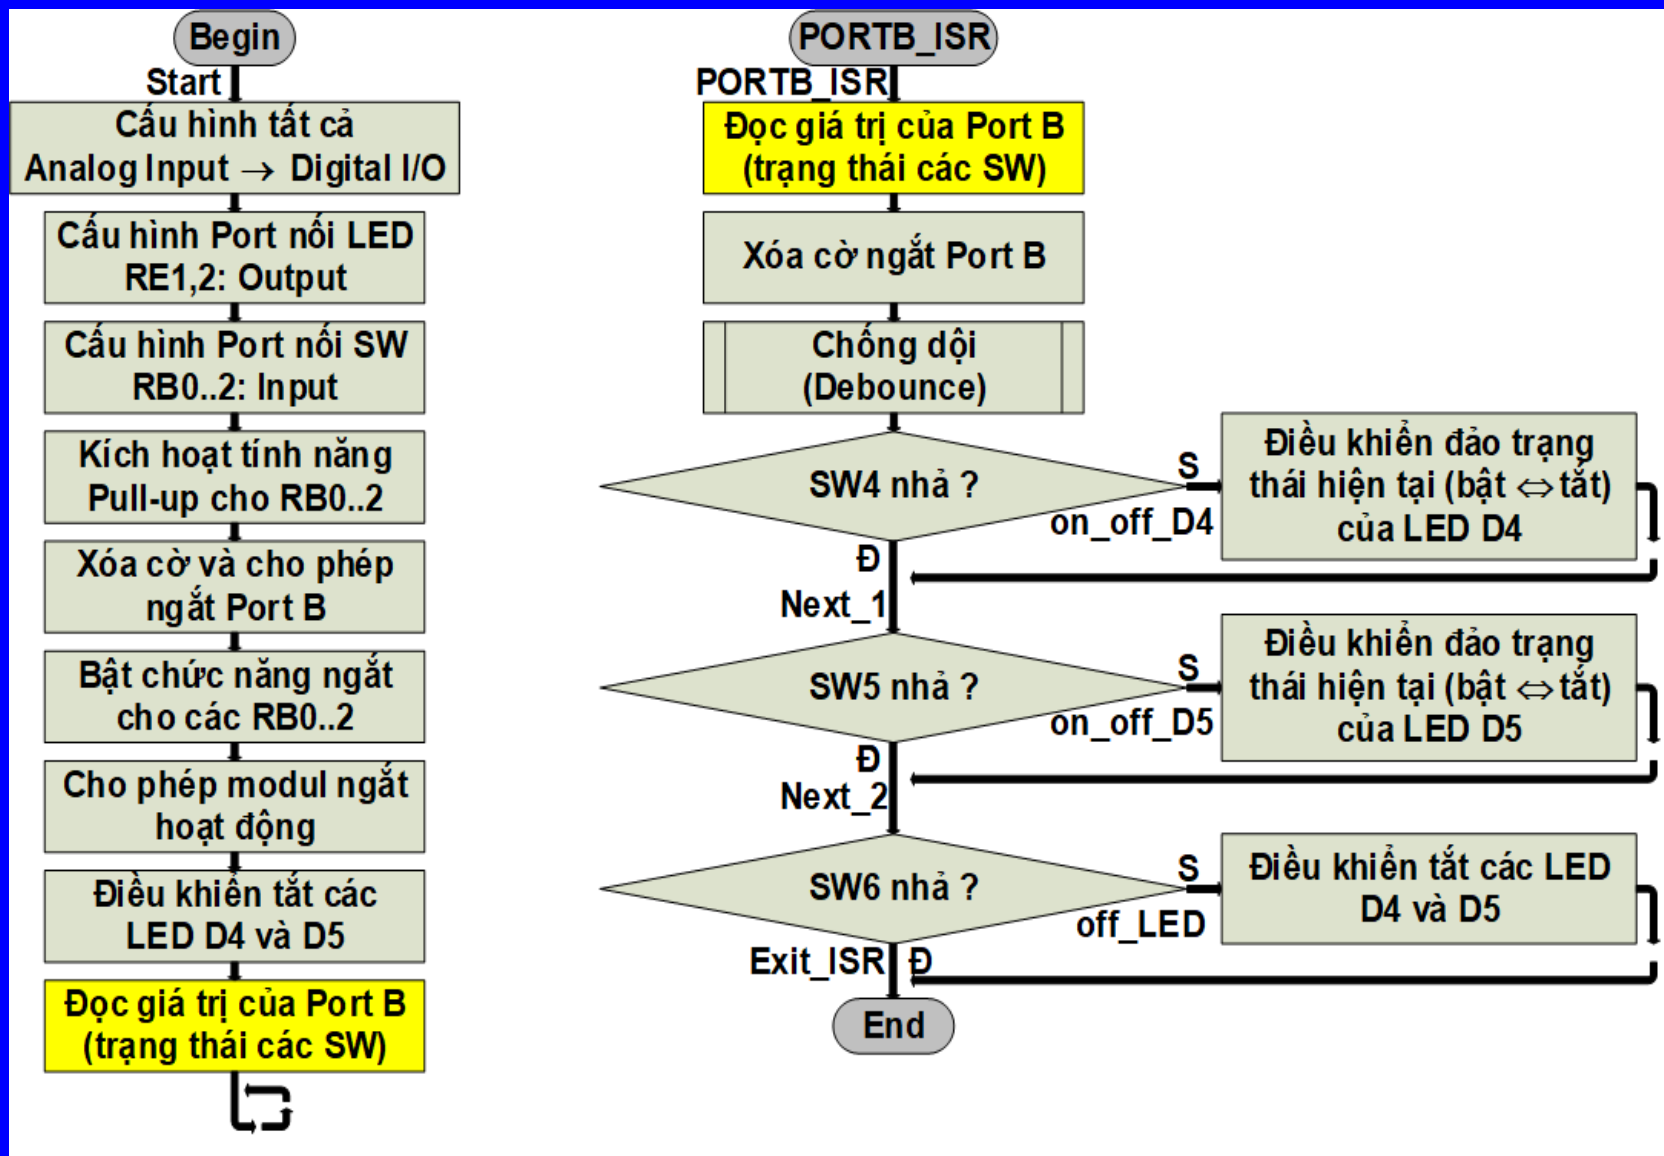 Begin
Start
Cấu hình tất cả
Analog Input → Digital I/O
Cấu hình Port nối LED
RE1,2: Output
Cấu hình Port nối SW
RB0..2: Input
Kích hoạt tính năng
Pull-up cho RB0..2
Xóa cờ và cho phép
ngắt Port B
Bật chức năng ngắt
cho các RB0..2
Cho phép modul ngắt
hoạt động
Điều khiển tắt các
LED D4 và D5
Đọc giá trị của Port B
(trạng thái các SW)
PORTB_ISR
PORTB_ISR
Đọc giá trị của Port B
(trạng thái các SW)
Xóa cờ ngắt Port B
Chống dội
(Debounce)
SW4 nhả ?
S
on_off_D4
Điều khiển đảo trạng
thái hiện tại (bật ⇔ tắt)
của LED D4
Đ
Next_1
SW5 nhả ?
S
on_off_D5
Điều khiển đảo trạng
thái hiện tại (bật ⇔ tắt)
của LED D5
Đ
Next_2
SW6 nhả ?
S
off_LED
Điều khiển tắt các LED
D4 và D5
Exit_ISR Đ
End